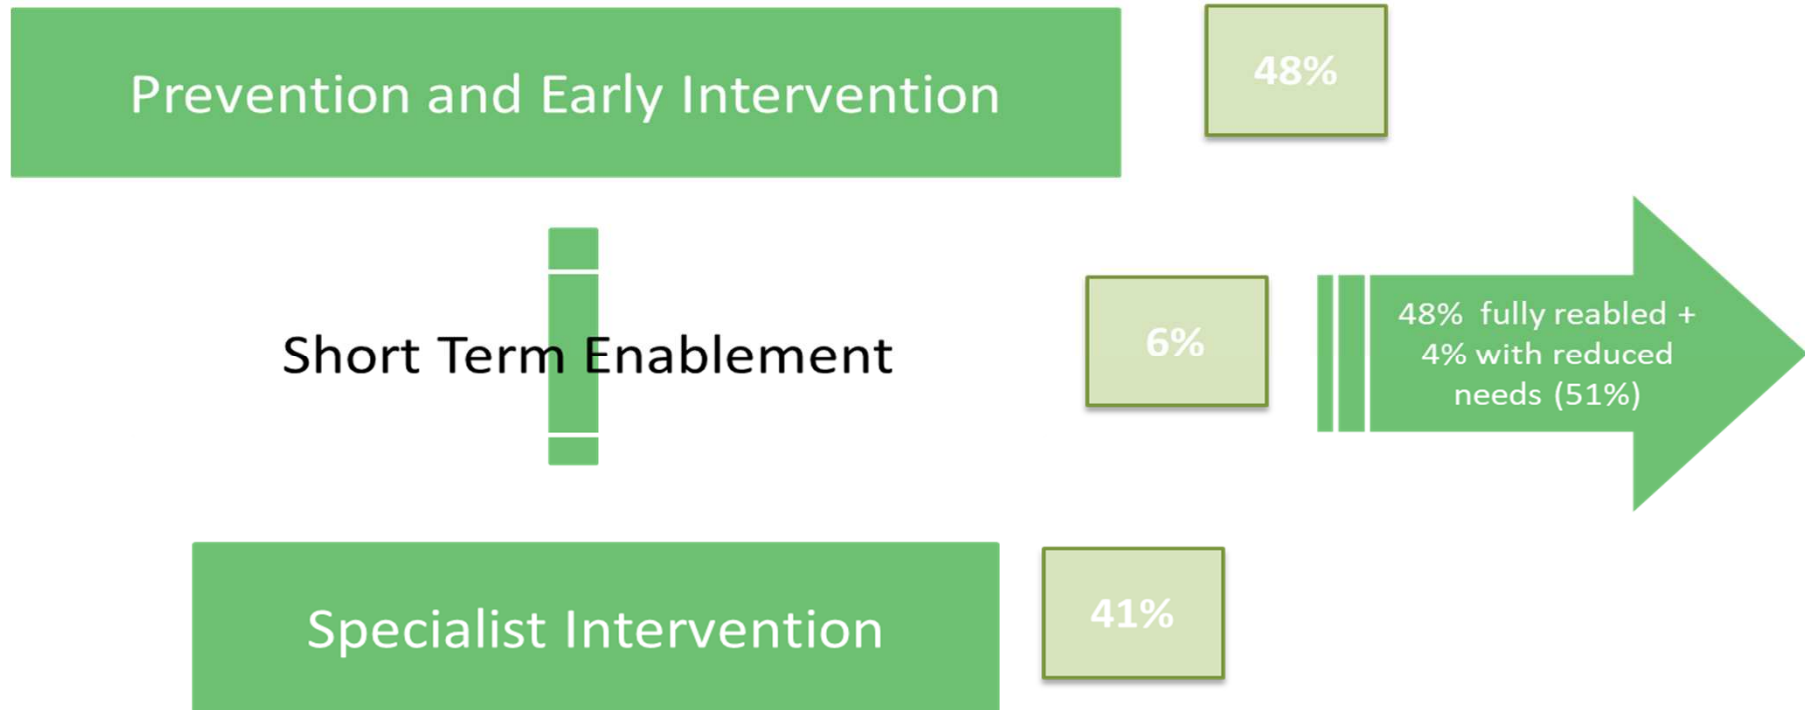 Prevention and Early Intervention
48%
Short Term Enablement
6%
48% fully reabled +
4% with reduced
needs (51%)
Specialist Intervention
41%